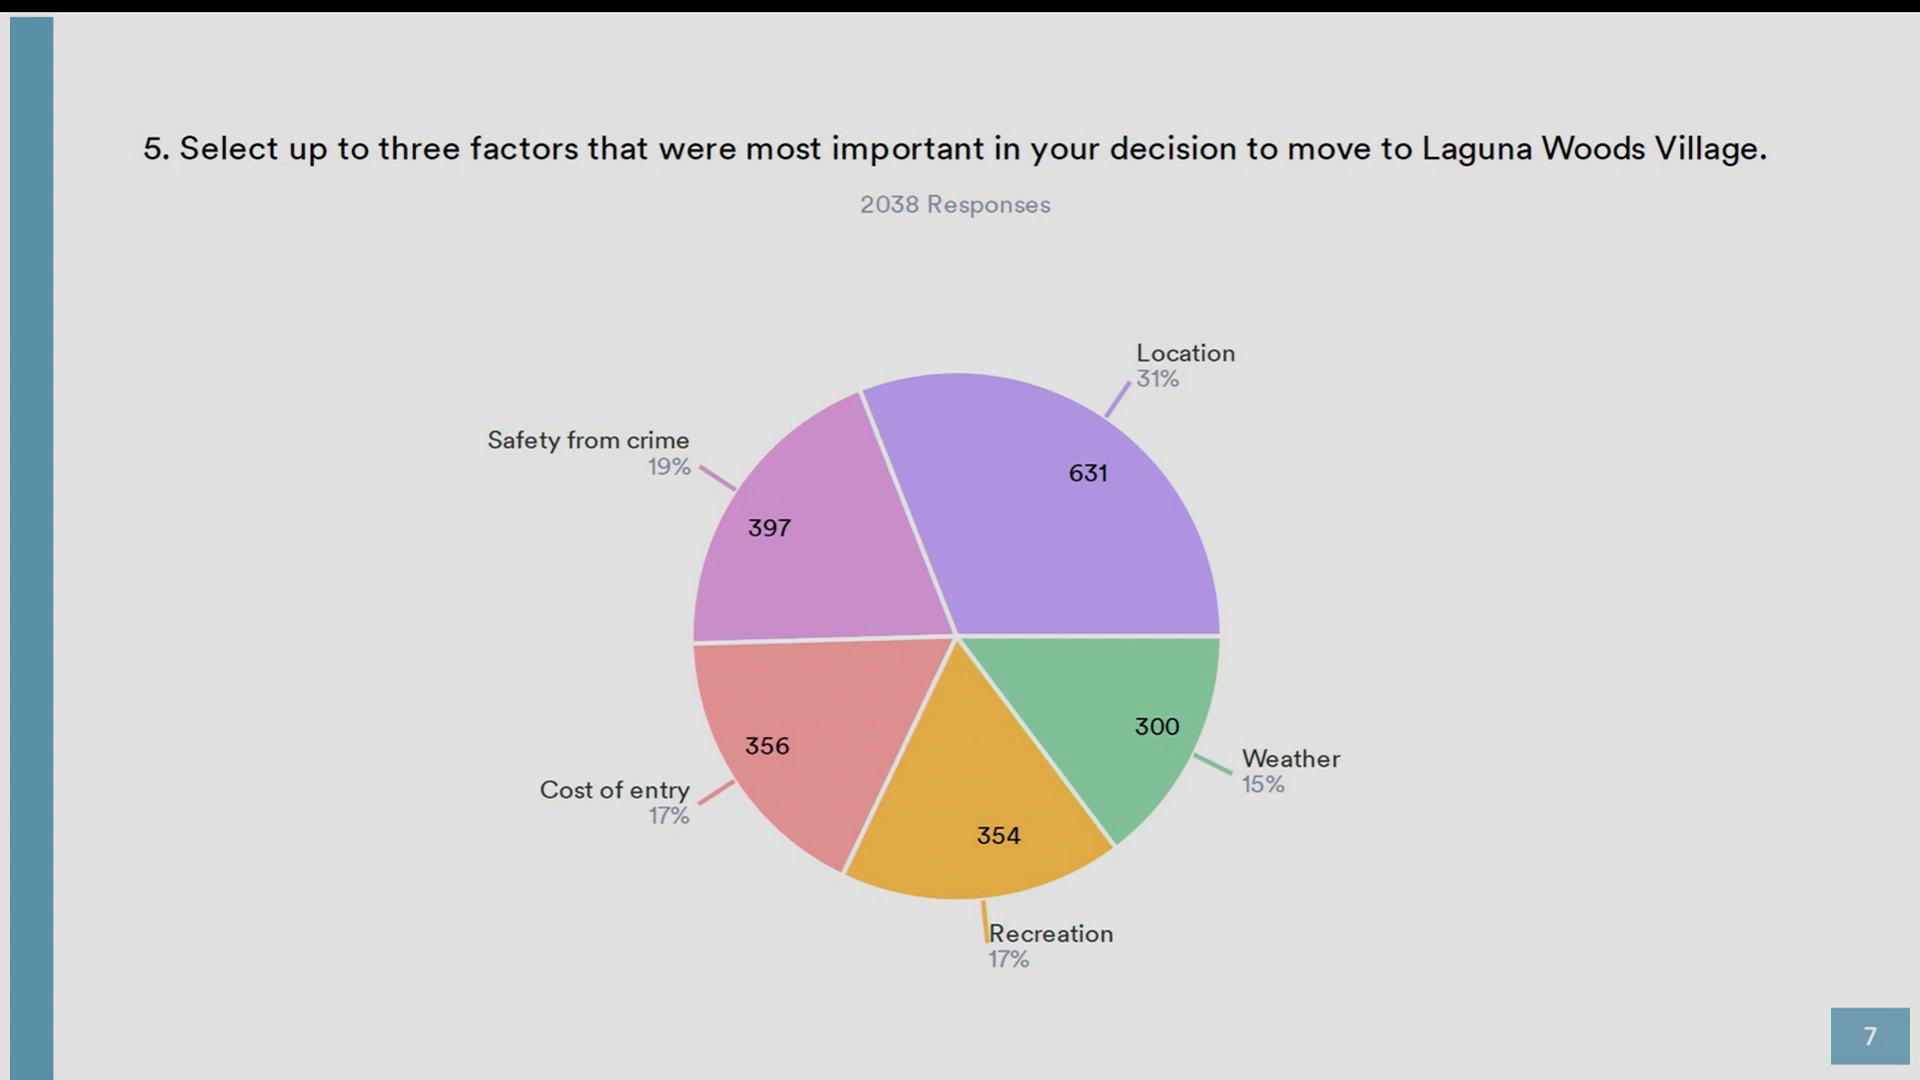 5. Select up to three factors that were most important in your decision to move to Laguna Woods Village.
2038 Responses
Location
31%
631
Safety from crime
19%
397
300
Weather
15%
356
Cost of entry
17%
354
Recreation
17%
7